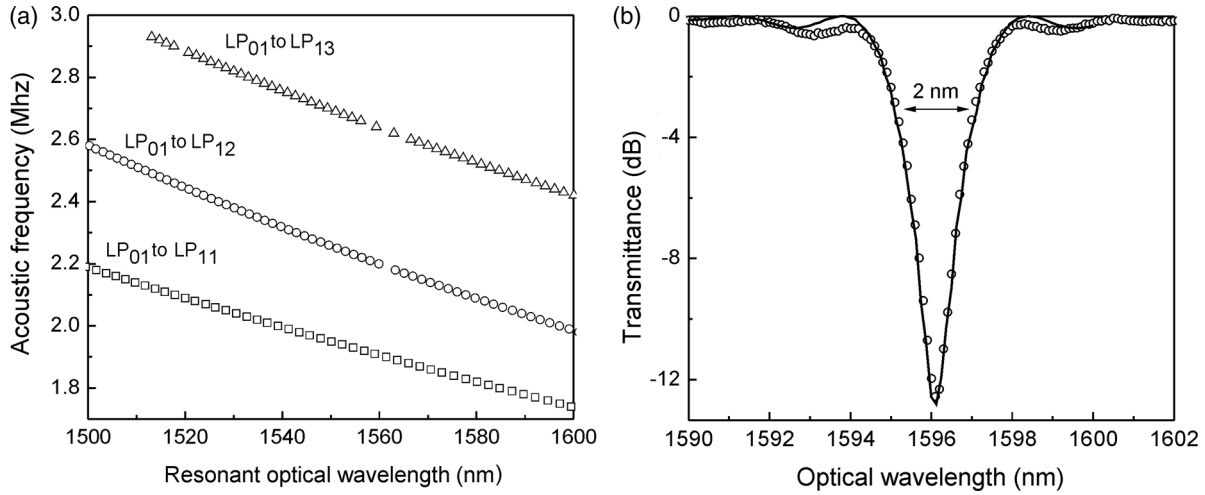 (a)
3.0
2.8
2.6
2.4
2.2
2.0
1.8
Acoustic frequency (Mhz)
LP01 to LP13
LP01 to LP12
LP01 to LP11
1500 1520 1540 1560 1580 1600
Resonant optical wavelength (nm)
(b)
0
-4
-8
-12
Transmittance (dB)
2 nm
1590 1592 1594 1596 1598 1600 1602
Optical wavelength (nm)